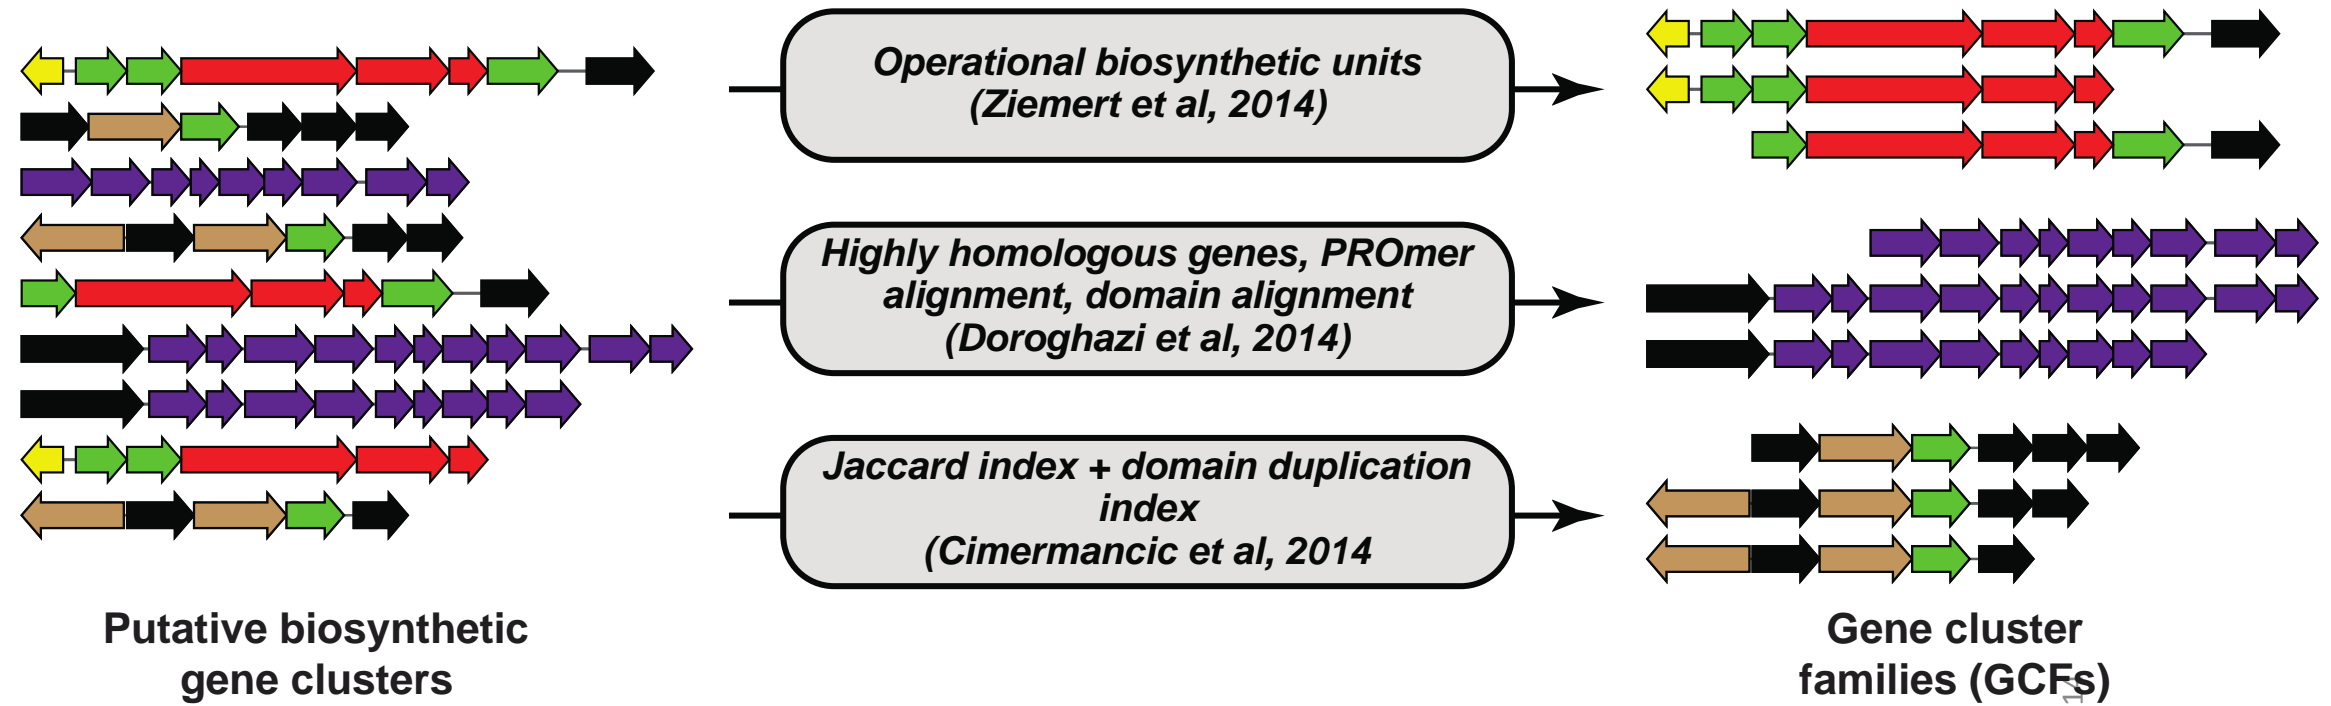 Operational biosynthetic units
(Ziemert et al, 2014)
Highly homologous genes, PROmer
alignment, domain alignment
(Doroghazi et al, 2014)
Jaccard index + domain duplication
index
(Cimermancic et al, 2014
Putative biosynthetic
gene clusters
Gene cluster
families (GCFs)